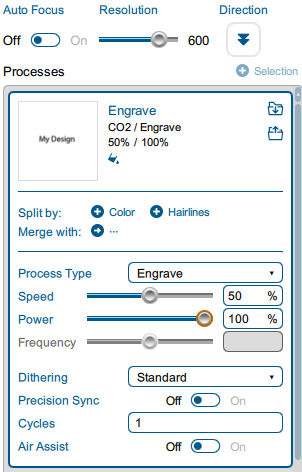 Auto Focus Resolution Direction
Off On 600
Processes Selection
My Design
Engrave
CO2 / Engrave
50% / 100%
Split by: Color Hairlines
Merge with: ...
Process Type Engrave
Speed 50 %
Power 100 %
Frequency
Dithering Standard
Precision Sync Off On
Cycles 1
Air Assist Off On